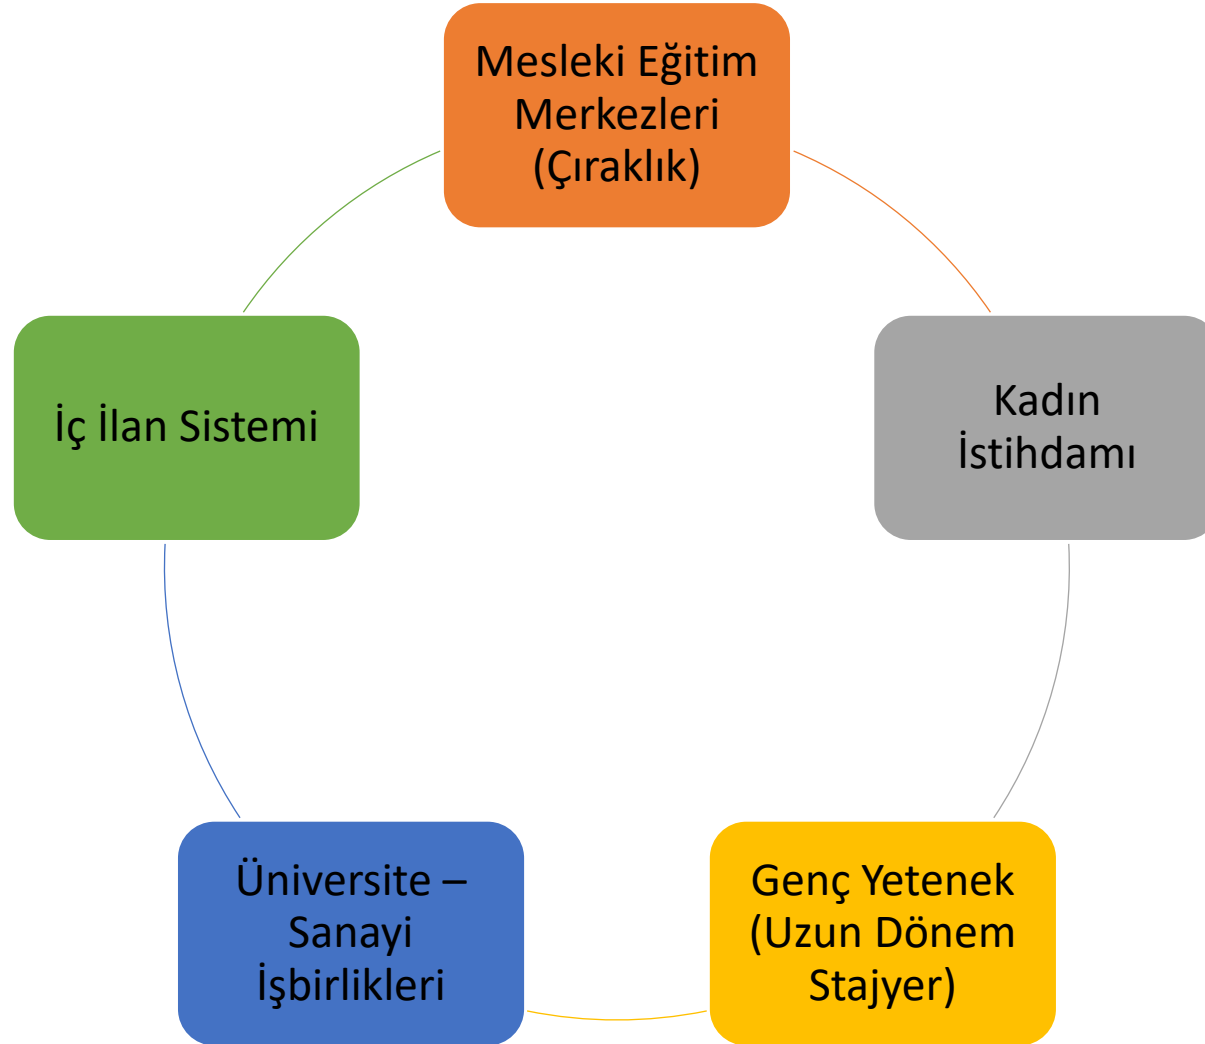 Mesleki Eğitim
Merkezleri
(Çıraklık)
Kadın
İstihdamı
Genç Yetenek
(Uzun Dönem
Stajyer)
Üniversite –
Sanayi
İşbirlikleri
İç İlan Sistemi